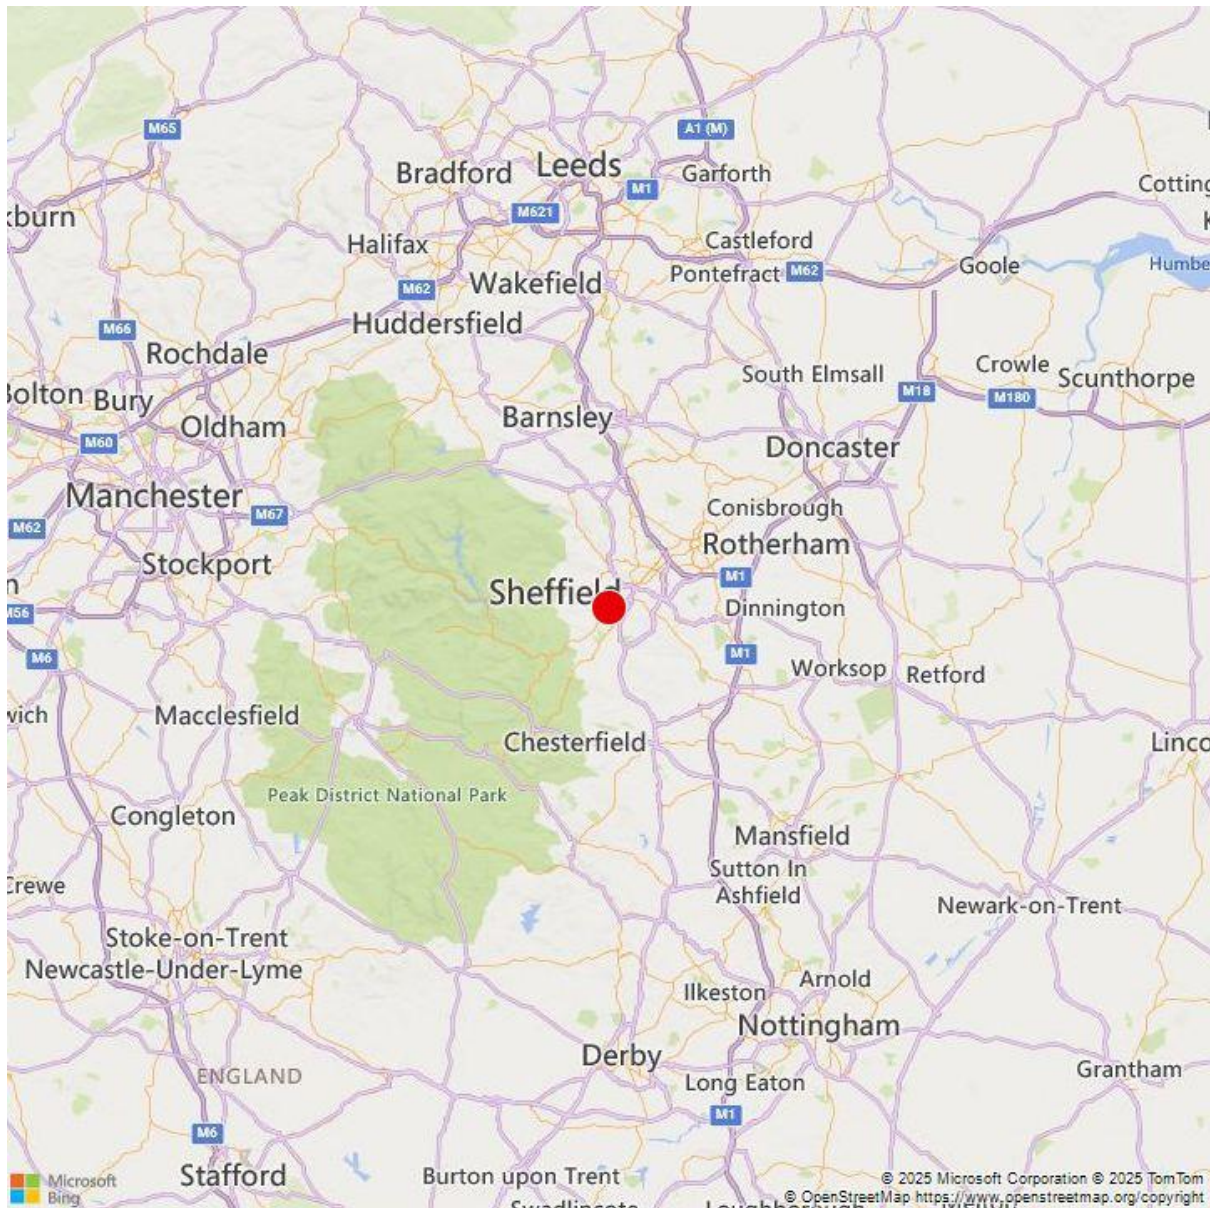 M65
A1 (M)
Bradford
Leeds
Garforth
M1
Cotting
kburn
M621
Halifax
Castleford
Pontefract
M62
Goole
Humbe
Wakefield
M62
Huddersfield
M66
Rochdale
South Elmsall
Crowle
Scunthorpe
M18
M180
Bolton
Bury
Oldham
Barnsley
M60
Doncaster
Manchester
M67
Conisbrough
M62
Rotherham
Stockport
M1
Sheffield
Dinnington
M56
M6
M1
Worksop
Retford
wich
Macclesfield
Chesterfield
Linco
Peak District National Park
Congleton
Mansfield
Sutton In
Ashfield
Crewe
Newark-on-Trent
Stoke-on-Trent
Newcastle-Under-Lyme
Arnold
Ilkeston
Nottingham
Derby
ENGLAND
Long Eaton
Grantham
M1
M6
Stafford
Burton upon Trent
Microsoft
Bing
© 2025 Microsoft Corporation © 2025 TomTom
© OpenStreetMap https://www.openstreetmap.org/copyright